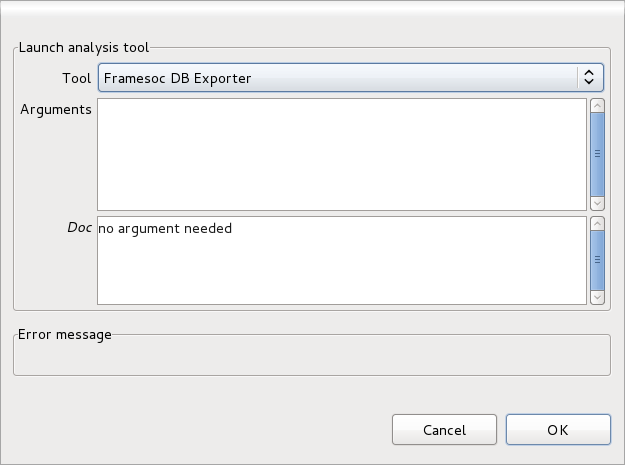 Launch analysis tool
Tool Framesoc DB Exporter
Arguments
Doc no argument needed
Error message
Cancel OK